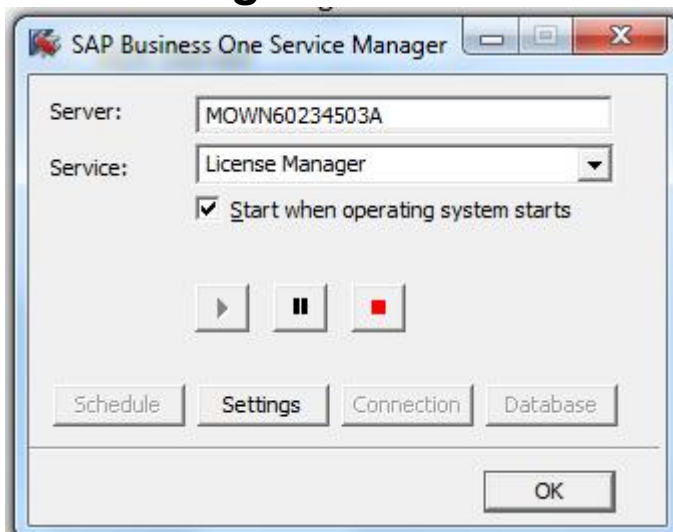 SAP Business One Service Manager
Server: MOWN60234503A
Service: License Manager
Start when operating system starts
Schedule Settings Connection Database
OK